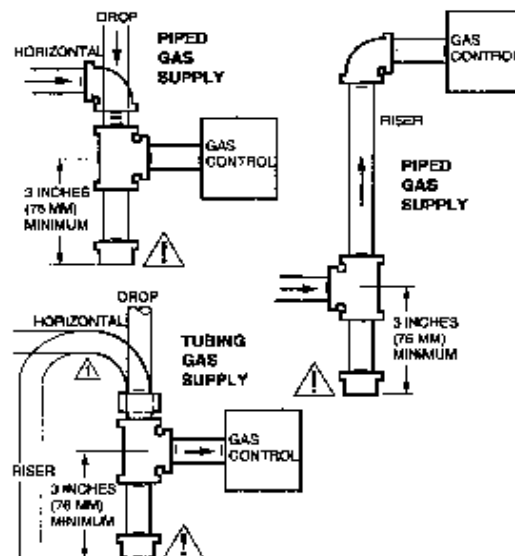 DROP
HORIZONTAL
PIPED
GAS
SUPPLY
GAS
CONTROL
3 INCHES
(76 MM)
MINIMUM
GAS
CONTROL
RISER
PIPED
GAS
SUPPLY
3 INCHES
(76 MM)
MINIMUM
DROP
HORIZONTAL
TUBING
GAS
SUPPLY
GAS
CONTROL
RISER
3 INCHES
(76 MM)
MINIMUM